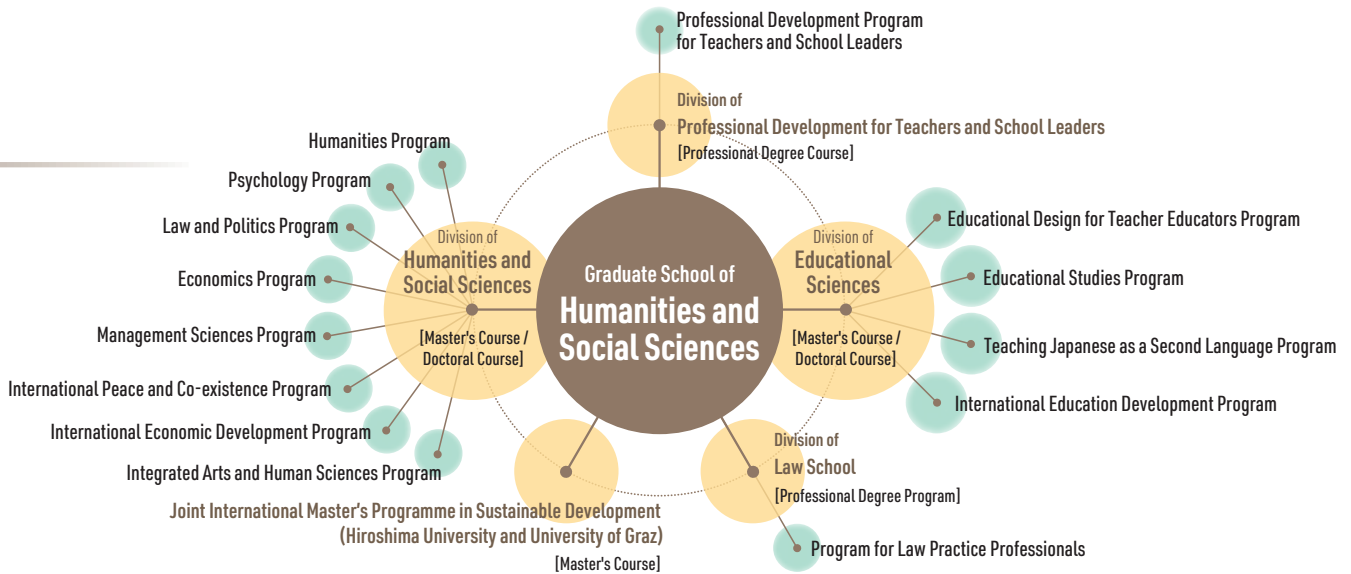 Professional Development Program
for Teachers and School Leaders
Division of
Professional Development for Teachers and School Leaders
[Professional Degree Course]
Humanities Program
Psychology Program
Law and Politics Program
Economics Program
Management Sciences Program
International Peace and Co-existence Program
International Economic Development Program
Integrated Arts and Human Sciences Program
Division of
Humanities and
Social Sciences
[Master's Course /
Doctoral Course]
Graduate School of
Humanities and
Social Sciences
Division of
Educational
Sciences
[Master's Course /
Doctoral Course]
Educational Design for Teacher Educators Program
Educational Studies Program
Teaching Japanese as a Second Language Program
International Education Development Program
Joint International Master's Programme in Sustainable Development
(Hiroshima University and University of Graz)
[Master's Course]
Division of
Law School
[Professional Degree Program]
Program for Law Practice Professionals